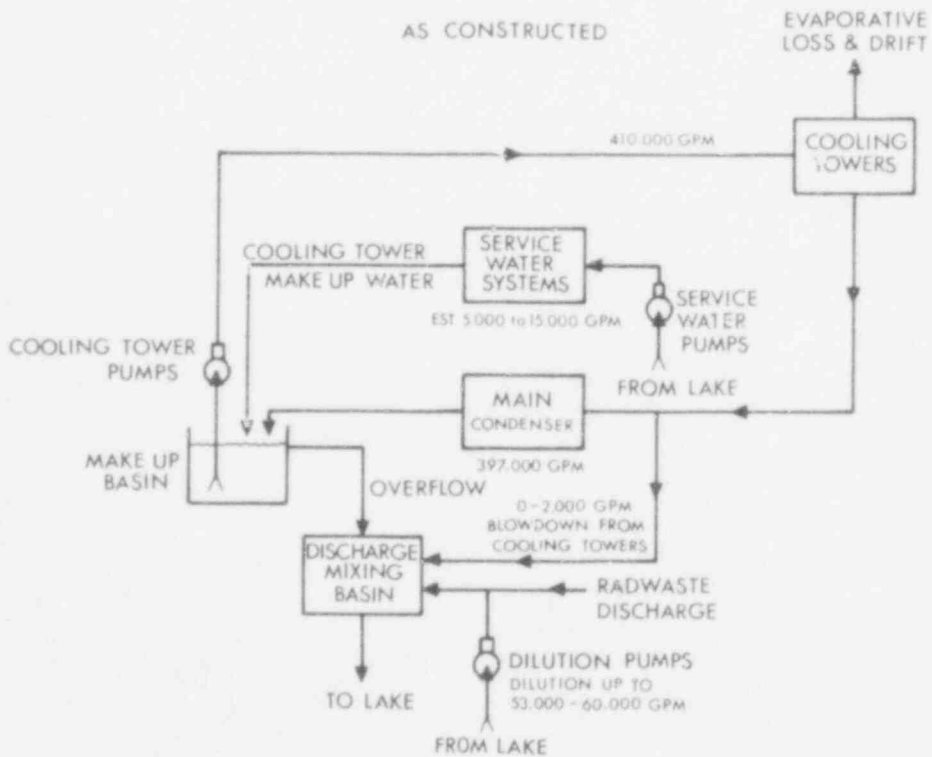 AS CONSTRUCTED
EVAPORATIVE
LOSS & DRIFT
410,000 GPM
COOLING
TOWERS
COOLING TOWER
MAKE UP WATER
SERVICE
WATER
SYSTEMS
EST 5,000 to 15,000 GPM
SERVICE
WATER
PUMPS
FROM LAKE
COOLING TOWER
PUMPS
MAIN
CONDENSER
397,000 GPM
MAKE UP
BASIN
OVERFLOW
0-2,000 GPM
BLOWDOWN FROM
COOLING TOWERS
DISCHARGE
MIXING
BASIN
RADWASTE
DISCHARGE
TO LAKE
DILUTION PUMPS
DILUTION UP TO
53,000 - 60,000 GPM
FROM LAKE